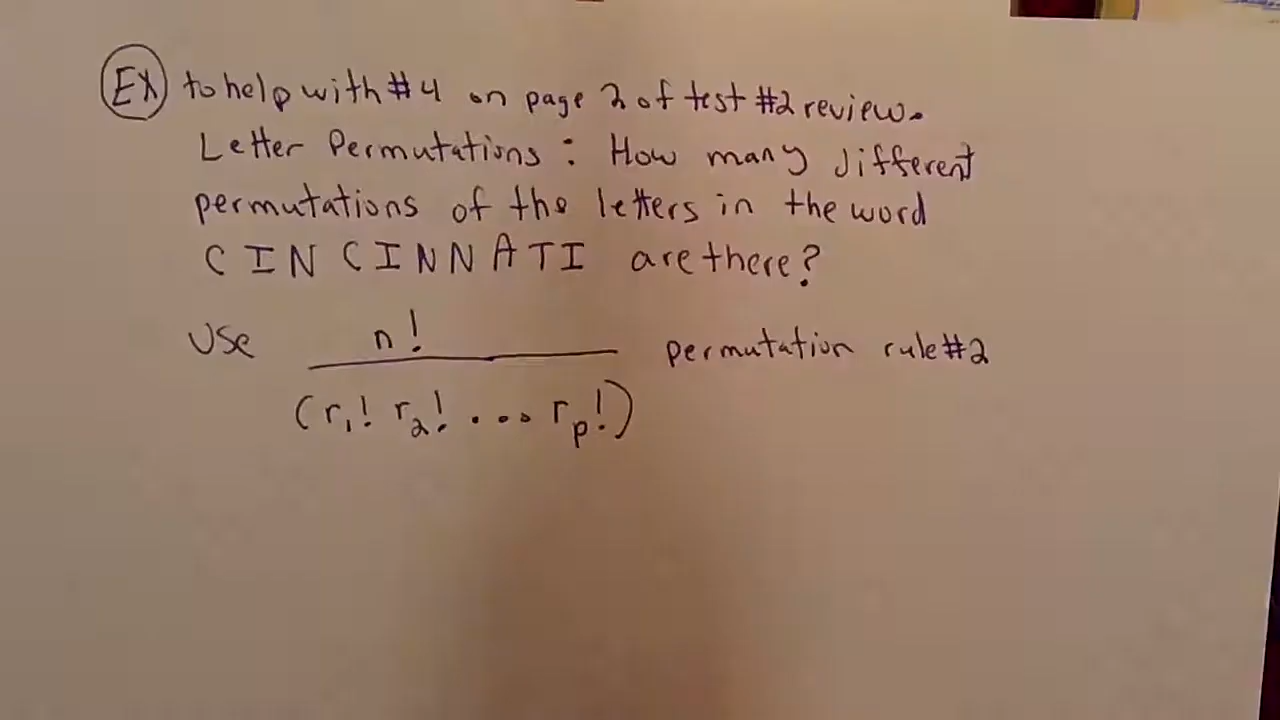 EX to help with #4 on page 2 of test #2 review.
Letter Permutations: How many different
permutations of the letters in the word
CINCINNATI are there?
Use n! / (r₁! r₂! ... rₚ!) permutation rule #2